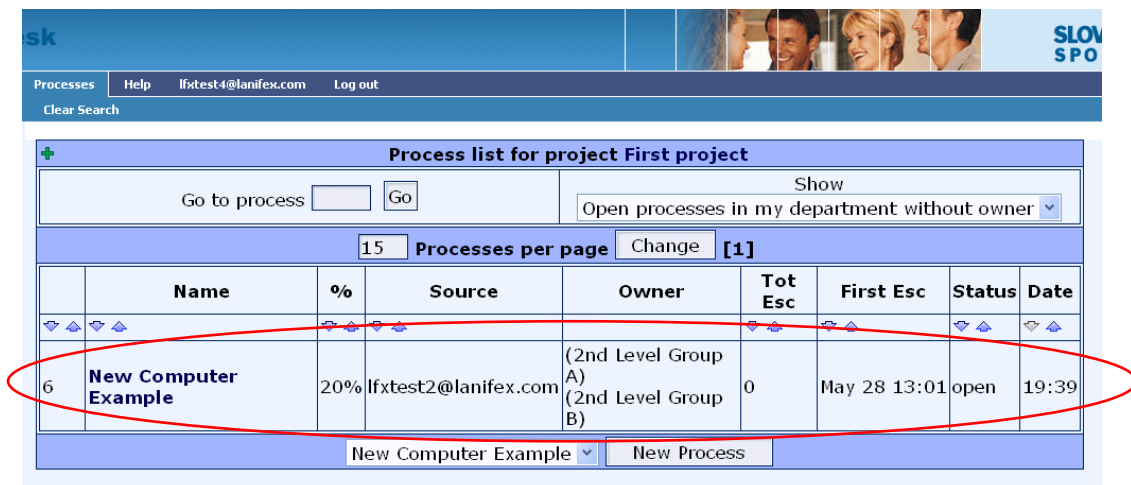 sk
SLOV
SPO
Processes Help lfxtest4@lanifex.com Log out
Clear Search
Process list for project First project
Go to process Go
Show
Open processes in my department without owner
15 Processes per page Change [1]
Name % Source Owner Tot Esc First Esc Status Date
6 New Computer Example 20% lfxtest2@lanifex.com (2nd Level Group A) (2nd Level Group B) 0 May 28 13:01 open 19:39
New Computer Example New Process